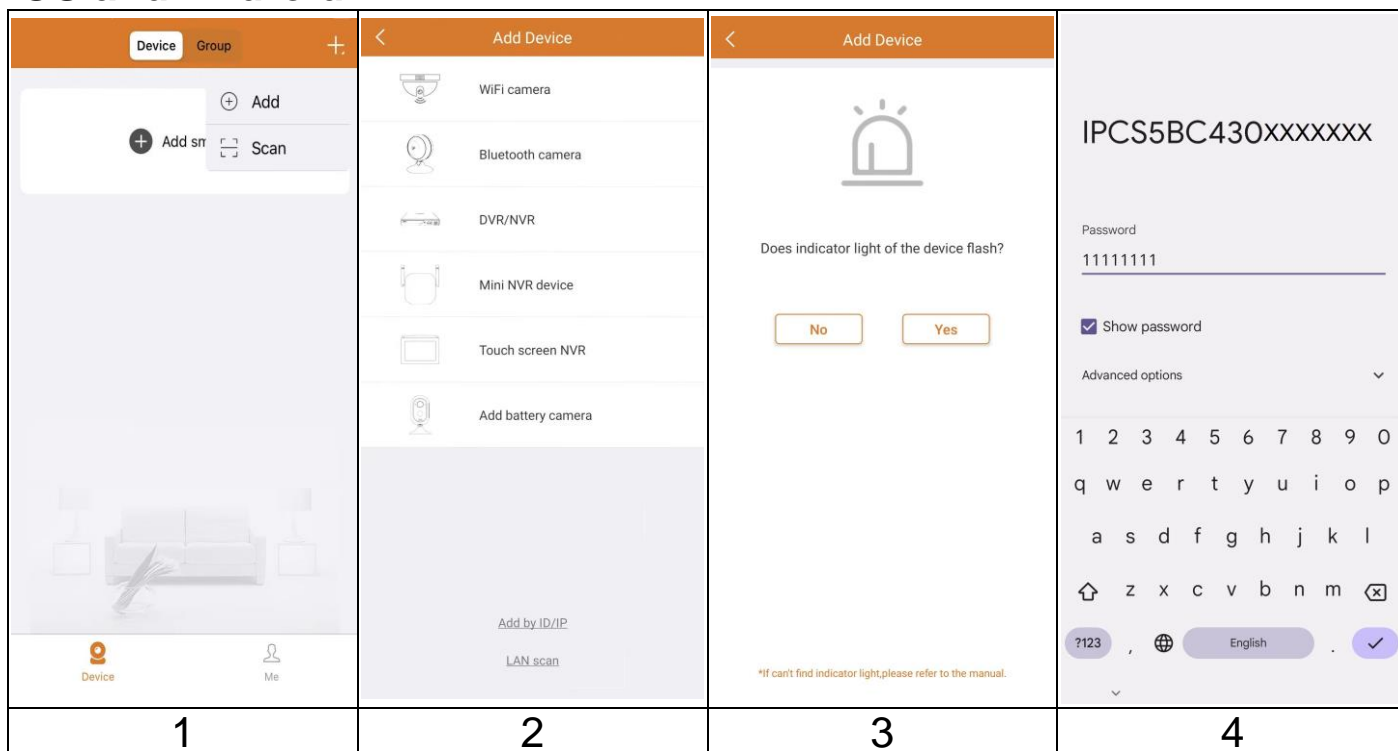 Device Group
Add
Add sm
Scan
Device
Me
1
Add Device
WiFi camera
Bluetooth camera
DVR/NVR
Mini NVR device
Touch screen NVR
Add battery camera
Add by ID/IP
LAN scan
2
Add Device
Does indicator light of the device flash?
No Yes
*If can't find indicator light,please refer to the manual.
3
IPCS5BC430XXXXXXX
Password
11111111
Show password
Advanced options
1 2 3 4 5 6 7 8 9 0
q w e r t y u i o p
a s d f g h j k l
z x c v b n m
?123 , English .
4